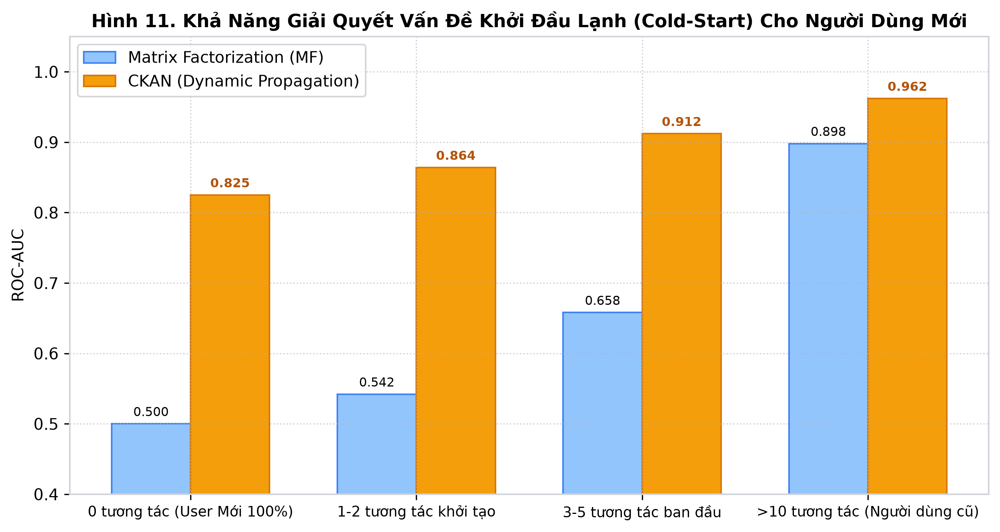 Hình 11. Khả Năng Giải Quyết Vấn Đề Khởi Đầu Lạnh (Cold-Start) Cho Người Dùng Mới
Matrix Factorization (MF)
CKAN (Dynamic Propagation)
ROC-AUC
1.0
0.9
0.8
0.7
0.6
0.5
0.4
0.500
0.825
0.542
0.864
0.658
0.912
0.898
0.962
0 tương tác (User Mới 100%)
1-2 tương tác khởi tạo
3-5 tương tác ban đầu
>10 tương tác (Người dùng cũ)